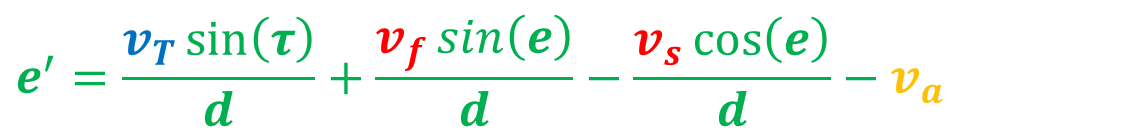 e′ = v_T sin(τ)/d + v_f sin(e)/d − v_s cos(e)/d − v_a